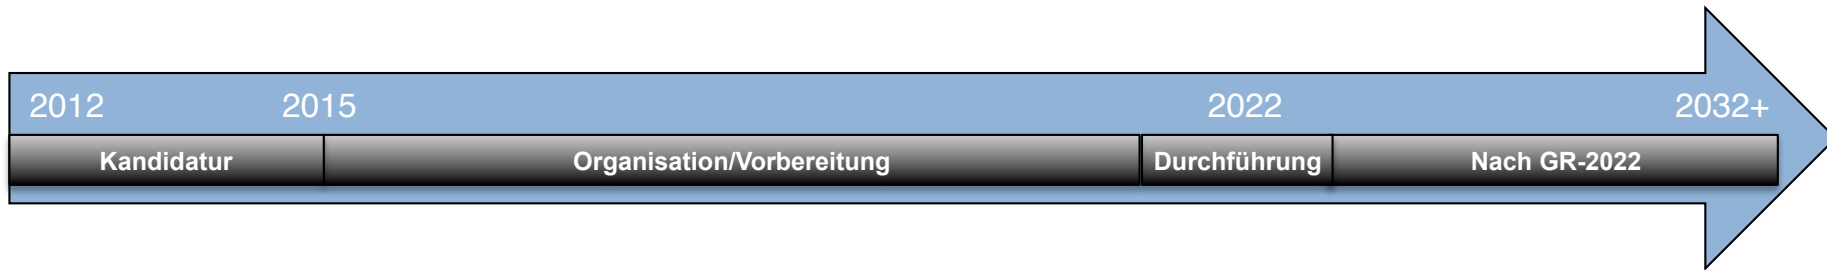 2012 2015 2022 2032+
Kandidatur Organisation/Vorbereitung Durchführung Nach GR-2022